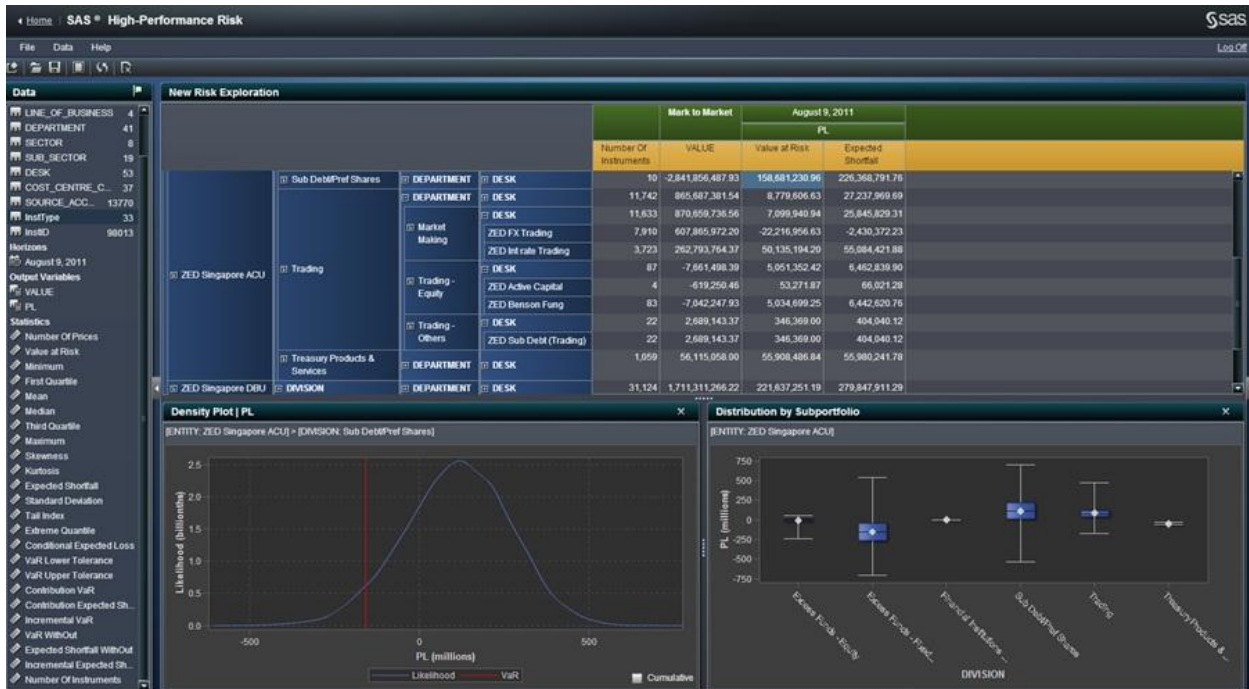 Home SAS® High-Performance Risk
sas
File Data Help
Log Off
Data
New Risk Exploration
LINE_OF_BUSINESS 4
DEPARTMENT 41
SECTOR 8
SUB_SECTOR 19
DESK 53
COST_CENTRE_C... 37
SOURCE_ACC... 13770
InstType 33
InstID 98013
Horizons
August 9, 2011
Output Variables
VALUE
PL
Statistics
Number Of Prices
Value at Risk
Minimum
First Quartile
Mean
Median
Third Quartile
Maximum
Skewness
Kurtosis
Expected Shortfall
Standard Deviation
Tail Index
Extreme Quantile
Conditional Expected Loss
VaR Lower Tolerance
VaR Upper Tolerance
Contribution VaR
Contribution Expected Sh...
Incremental VaR
VaR WithOut
Expected Shortfall WithOut
Incremental Expected Sh...
Number Of Instruments
Mark to Market August 9, 2011
PL
Number Of Instruments VALUE Value at Risk Expected Shortfall
ZED Singapore ACU
Sub Debt/Pref Shares DEPARTMENT DESK 10 -2,841,856,487.93 158,681,230.96 226,368,791.76
Trading
DEPARTMENT DESK 11,742 865,687,381.54 8,779,606.63 27,237,969.69
Market Making
DESK 11,633 870,659,736.56 7,099,940.94 25,845,829.31
ZED FX Trading 7,910 607,865,972.20 -22,216,956.63 -2,430,372.23
ZED Int rate Trading 3,723 262,793,764.37 50,135,194.20 55,084,421.88
Trading - Equity
DESK 87 -7,661,498.39 5,051,352.42 6,462,839.90
ZED Active Capital 4 -619,250.46 53,271.87 66,021.28
ZED Benson Fung 83 -7,042,247.93 5,034,699.25 6,442,620.76
Trading - Others
DESK 22 2,689,143.37 346,369.00 404,040.12
ZED Sub Debt (Trading) 22 2,689,143.37 346,369.00 404,040.12
Treasury Products & Services DEPARTMENT DESK 1,059 56,115,058.00 55,908,486.84 55,980,241.78
ZED Singapore DBU DIVISION DEPARTMENT DESK 31,124 1,711,311,266.22 221,637,251.19 279,847,911.29
Density Plot | PL
[ENTITY: ZED Singapore ACU] > [DIVISION: Sub Debt/Pref Shares]
Likelihood (billionths)
2.5
2.0
1.5
1.0
0.5
0.0
-500 0 500
PL (millions)
Likelihood VaR
Cumulative
Distribution by Subportfolio
[ENTITY: ZED Singapore ACU]
PL (millions)
750
500
250
0
-250
-500
-750
Excess Funds - Equity
Excess Funds - Fixed...
Financial Institutions ...
Sub Debt/Pref Shares
Trading
Treasury Products & ...
DIVISION